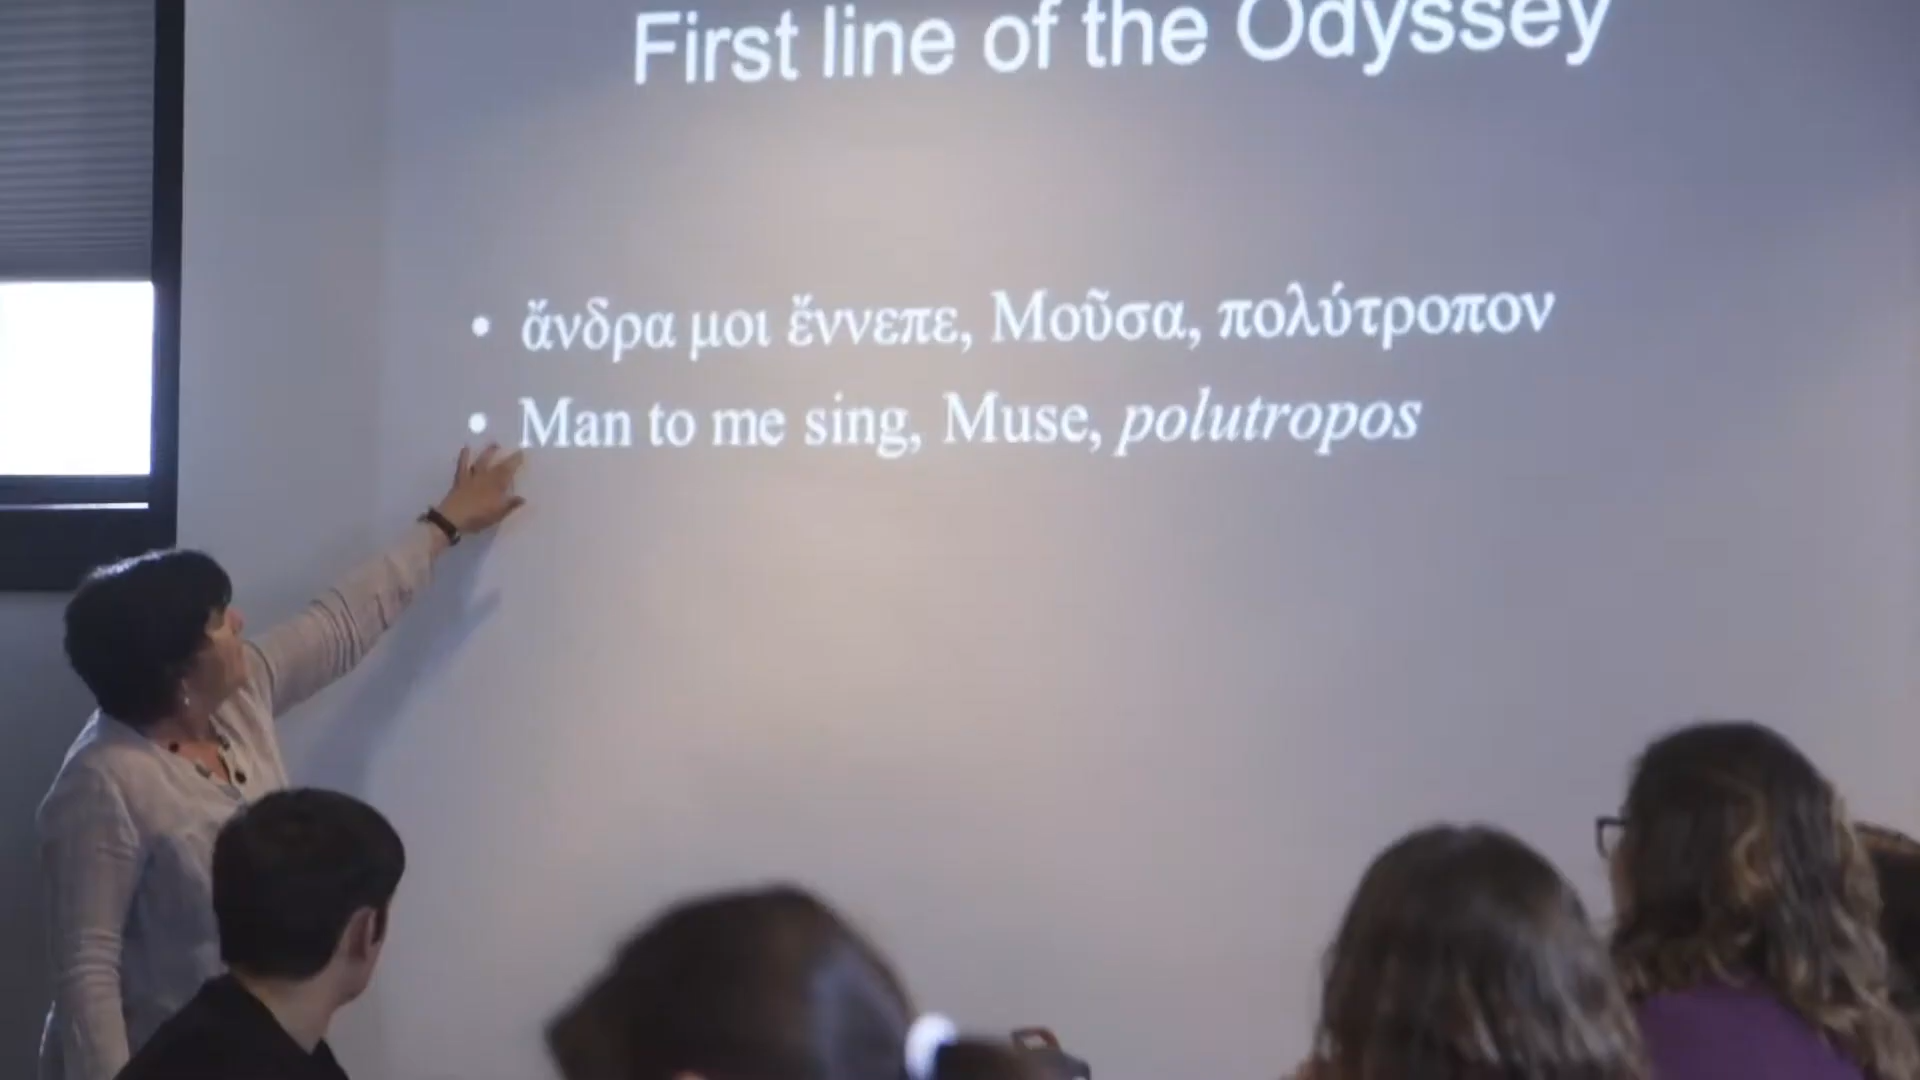 First line of the Odyssey
• ἄνδρα μοι ἔννεπε, Μοῦσα, πολύτροπον
• Man to me sing, Muse, polutropos